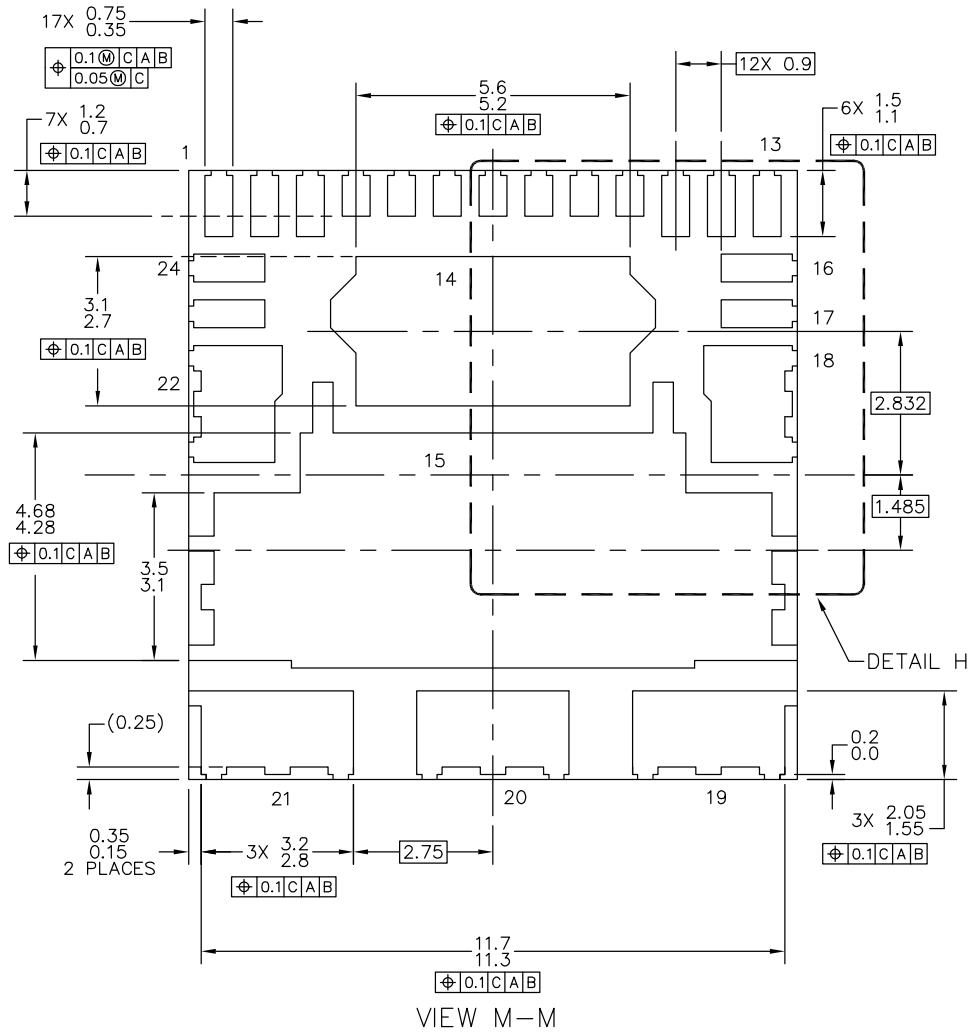 17X 0.75
0.35
⌖ 0.1Ⓜ C A B
0.05Ⓜ C
7X 1.2
0.7
⌖ 0.1 C A B
5.6
5.2
⌖ 0.1 C A B
12X 0.9
6X 1.5
1.1
⌖ 0.1 C A B
1
13
24
14
16
3.1
2.7
⌖ 0.1 C A B
17
18
22
2.832
15
1.485
4.68
4.28
⌖ 0.1 C A B
3.5
3.1
DETAIL H
(0.25)
0.2
0.0
21
20
19
3X 2.05
1.55
⌖ 0.1 C A B
0.35
0.15
2 PLACES
3X 3.2
2.8
⌖ 0.1 C A B
2.75
11.7
11.3
⌖ 0.1 C A B
VIEW M-M